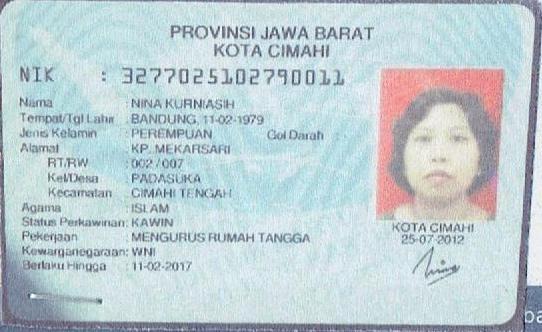 PROVINSI JAWA BARAT
KOTA CIMAHI
NIK : 3277025102790011
Nama : NINA KURNIASIH
Tempat/Tgl Lahir : BANDUNG, 11-02-1979
Jenis Kelamin : PEREMPUAN Gol Darah :
Alamat : KP. MEKARSARI
RT/RW : 002 / 007
Kel/Desa : PADASUKA
Kecamatan : CIMAHI TENGAH
Agama : ISLAM
Status Perkawinan: KAWIN
Pekerjaan : MENGURUS RUMAH TANGGA
Kewarganegaraan: WNI
Berlaku Hingga : 11-02-2017
KOTA CIMAHI
25-07-2012